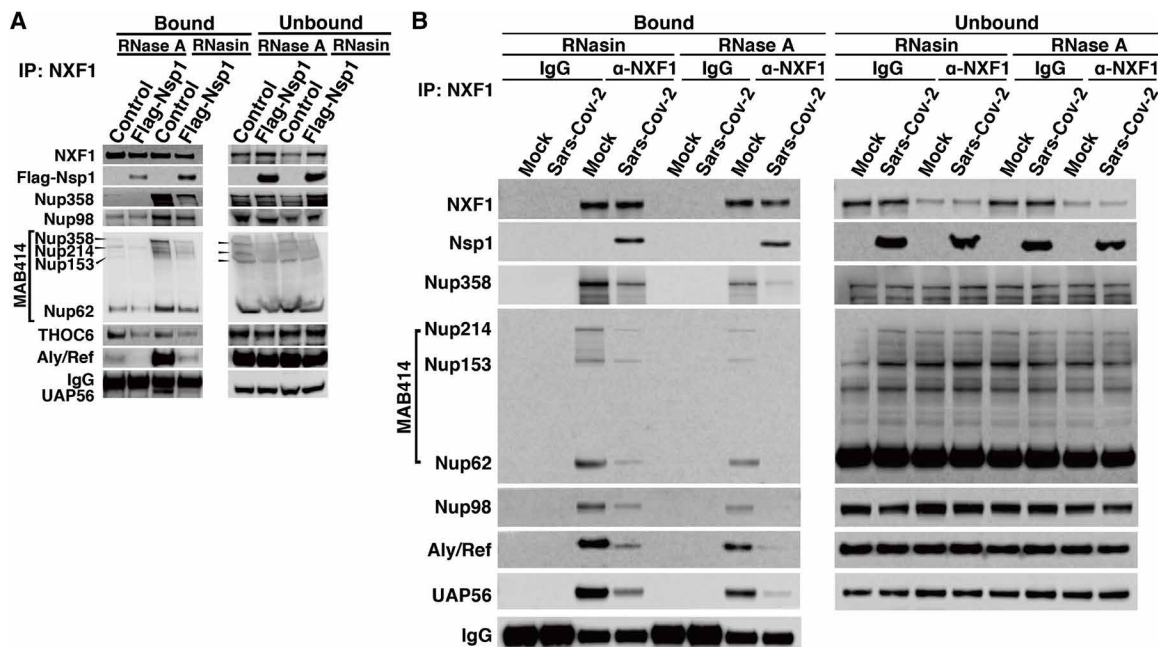 A
Bound
Unbound
RNase A
RNasin
RNase A
RNasin
IP: NXF1
Control
Flag-Nsp1
Control
Flag-Nsp1
Control
Flag-Nsp1
Control
Flag-Nsp1
NXF1
Flag-Nsp1
Nup358
Nup98
MAB414
Nup358
Nup214
Nup153
Nup62
THOC6
Aly/Ref
IgG
UAP56
B
Bound
Unbound
RNasin
RNase A
RNasin
RNase A
IgG
α-NXF1
IgG
α-NXF1
IgG
α-NXF1
IgG
α-NXF1
IP: NXF1
Mock
Sars-Cov-2
Mock
Sars-Cov-2
Mock
Sars-Cov-2
Mock
Sars-Cov-2
Mock
Sars-Cov-2
Mock
Sars-Cov-2
Mock
Sars-Cov-2
Mock
Sars-Cov-2
NXF1
Nsp1
Nup358
MAB414
Nup214
Nup153
Nup62
Nup98
Aly/Ref
UAP56
IgG